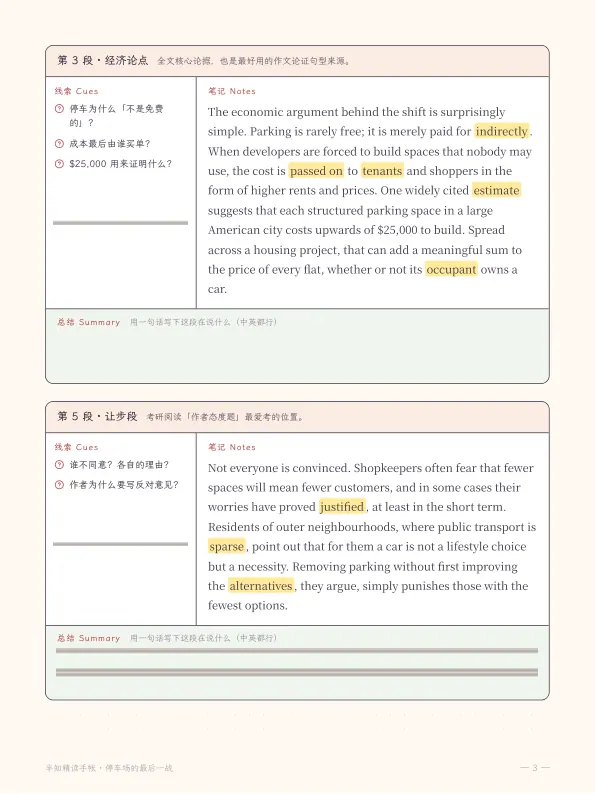 第 3 段·经济论点 全文核心论据，也是最好用的作文论证句型来源。
线索 Cues
停车为什么「不是免费
的」?
成本最后由谁买单?
$25,000 用来证明什么?
笔记 Notes
The economic argument behind the shift is surprisingly
simple. Parking is rarely free; it is merely paid for indirectly.
When developers are forced to build spaces that nobody may
use, the cost is passed on to tenants and shoppers in the
form of higher rents and prices. One widely cited estimate
suggests that each structured parking space in a large
American city costs upwards of $25,000 to build. Spread
across a housing project, that can add a meaningful sum to
the price of every flat, whether or not its occupant owns a
car.
总结 Summary 用一句话写下这段在说什么（中英都行）
第 5 段·让步段 考研阅读「作者态度题」最爱考的位置。
线索 Cues
谁不同意? 各自的理由?
作者为什么要写反对意见?
笔记 Notes
Not everyone is convinced. Shopkeepers often fear that fewer
spaces will mean fewer customers, and in some cases their
worries have proved justified, at least in the short term.
Residents of outer neighbourhoods, where public transport is
sparse, point out that for them a car is not a lifestyle choice
but a necessity. Removing parking without first improving
the alternatives, they argue, simply punishes those with the
fewest options.
总结 Summary 用一句话写下这段在说什么（中英都行）
半知精读手帐·停车场的最后一战
— 3 —